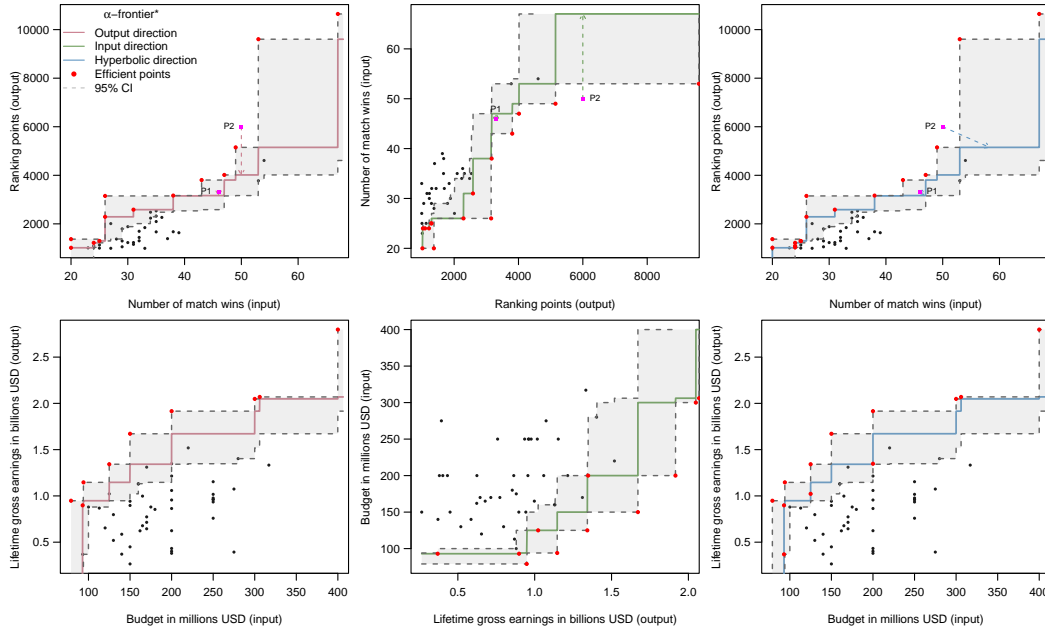 α−frontier*
Output direction
Input direction
Hyperbolic direction
Efficient points
95% CI
Ranking points (output)
2000 4000 6000 8000 10000
P2
P1
20 30 40 50 60
Number of match wins (input)
Number of match wins (input)
20 30 40 50 60
P1
P2
2000 4000 6000 8000
Ranking points (output)
Ranking points (output)
2000 4000 6000 8000 10000
P2
P1
20 30 40 50 60
Number of match wins (input)
Lifetime gross earnings in billions USD (output)
0.5 1.0 1.5 2.0 2.5
100 150 200 250 300 350 400
Budget in millions USD (input)
Budget in millions USD (input)
100 150 200 250 300 350 400
0.5 1.0 1.5 2.0
Lifetime gross earnings in billions USD (output)
Lifetime gross earnings in billions USD (output)
0.5 1.0 1.5 2.0 2.5
100 150 200 250 300 350 400
Budget in millions USD (input)